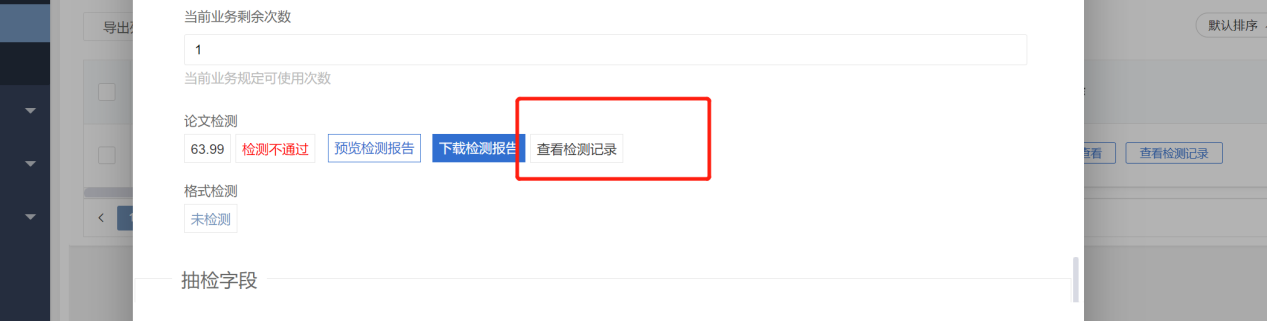 当前业务剩余次数
导出
默认排序
1
当前业务规定可使用次数
论文检测
63.99 检测不通过 预览检测报告 下载检测报告 查看检测记录
查看 查看检测记录
格式检测
未检测
抽检字段